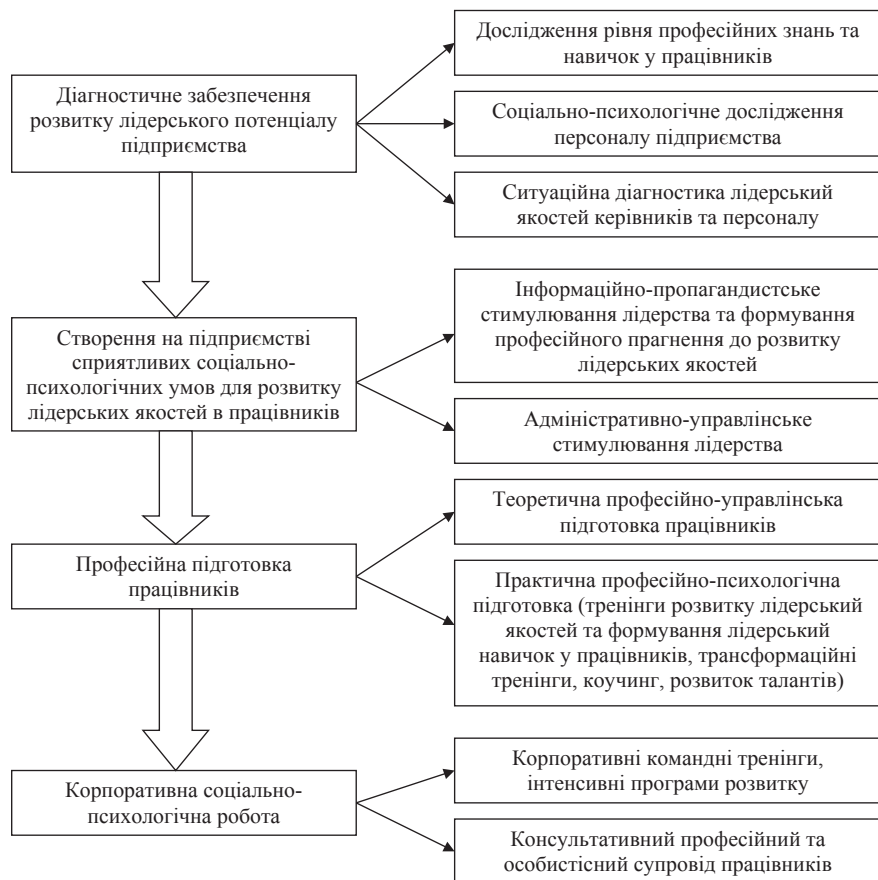 Діагностичне забезпечення
розвитку лідерського потенціалу
підприємства
Дослідження рівня професійних знань та
навичок у працівників
Соціально-психологічне дослідження
персоналу підприємства
Ситуаційна діагностика лідерський
якостей керівників та персоналу
Створення на підприємстві
сприятливих соціально-
психологічних умов для розвитку
лідерських якостей в працівників
Інформаційно-пропагандистське
стимулювання лідерства та формування
професійного прагнення до розвитку
лідерських якостей
Адміністративно-управлінське
стимулювання лідерства
Професійна підготовка
працівників
Теоретична професійно-управлінська
підготовка працівників
Практична професійно-психологічна
підготовка (тренінги розвитку лідерський
якостей та формування лідерський
навичок у працівників, трансформаційні
тренінги, коучинг, розвиток талантів)
Корпоративна соціально-
психологічна робота
Корпоративні командні тренінги,
інтенсивні програми розвитку
Консультативний професійний та
особистісний супровід працівників